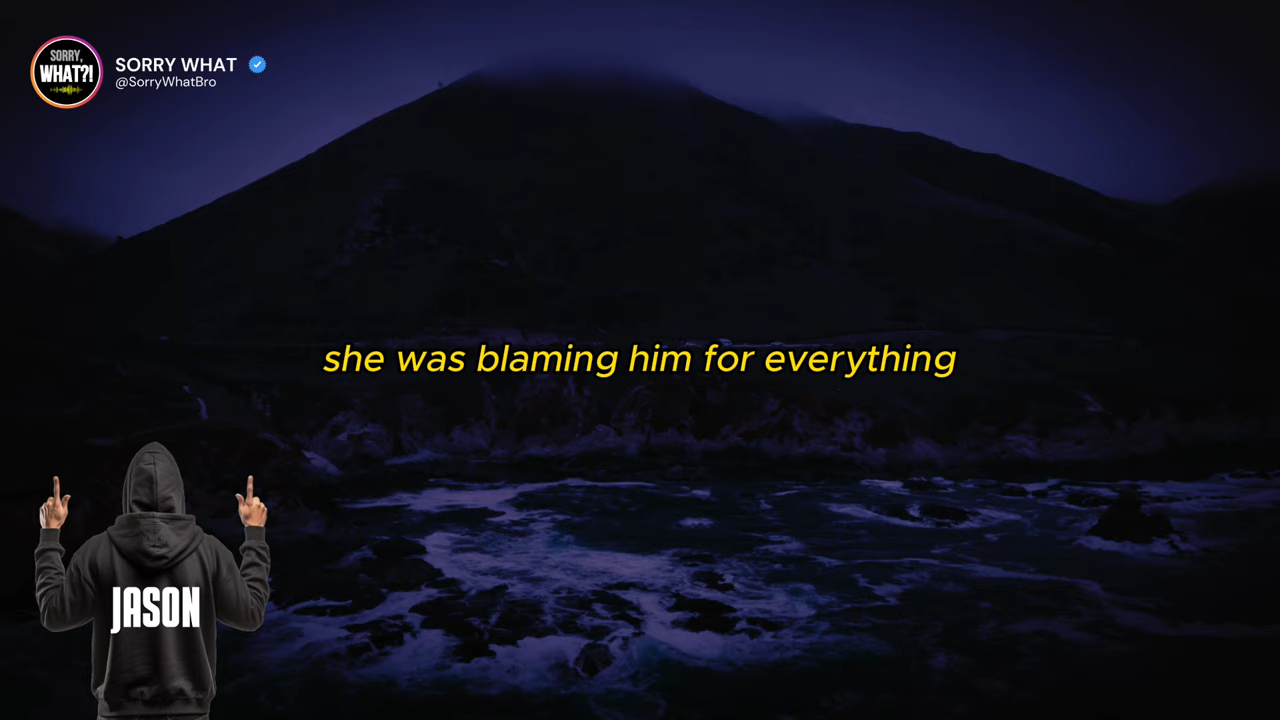 SORRY,
WHAT?!
SORRY WHAT
@SorryWhatBro
she was blaming him for everything
JASON